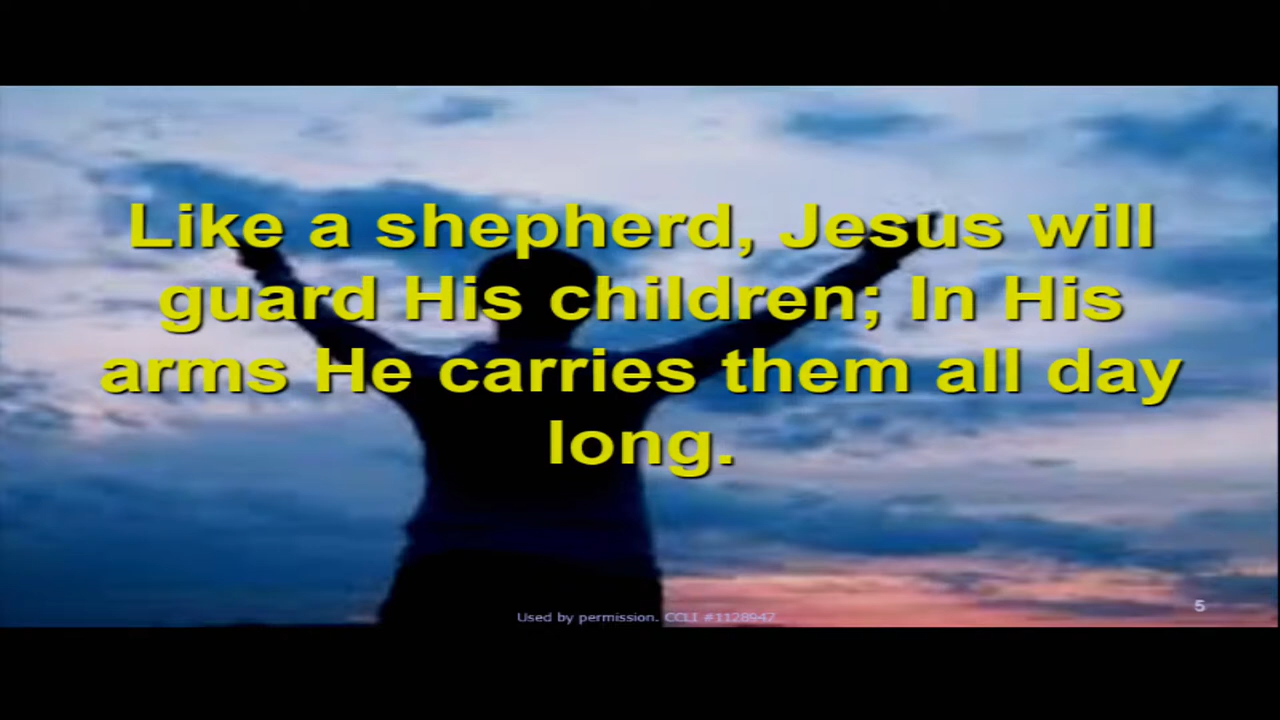 Like a shepherd, Jesus will
guard His children; In His
arms He carries them all day
long.
Used by permission. CCLI #1128947
5